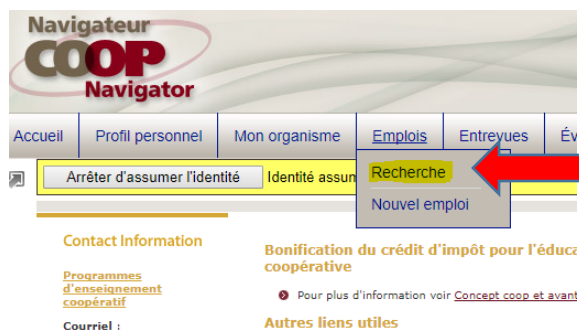 Navigateur
COOP
Navigator
Accueil Profil personnel Mon organisme Emplois Entrevues Év
Arrêter d'assumer l'identité Identité assum
Recherche
Nouvel emploi
Contact Information
Programmes
d'enseignement
coopératif
Courriel :
Bonification du crédit d'impôt pour l'éduca
coopérative
Pour plus d'information voir Concept coop et avant
Autres liens utiles